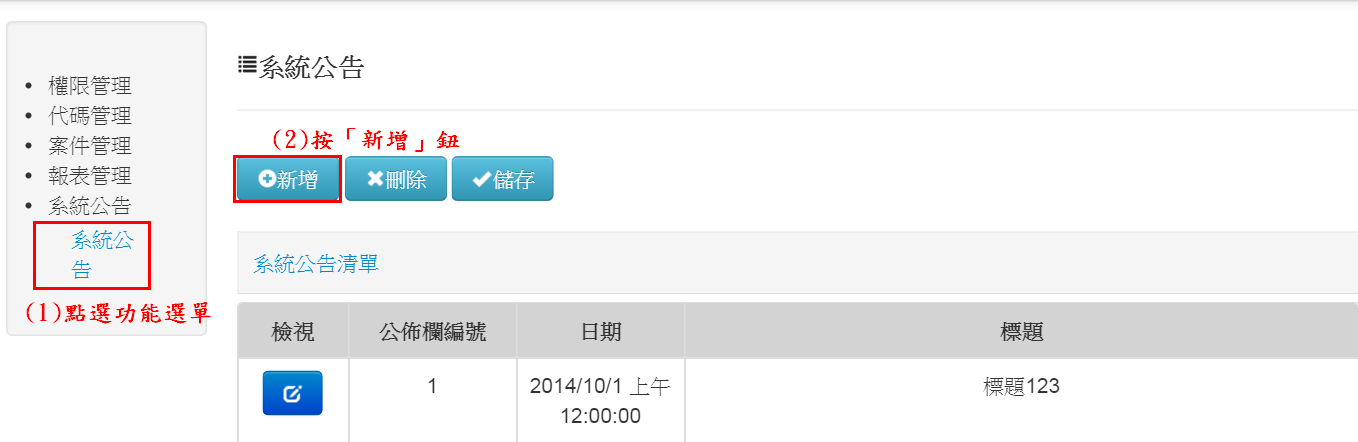 權限管理
代碼管理
案件管理
報表管理
系統公告
系統公
告
(1)點選功能選單
系統公告
(2)按「新增」鈕
新增 刪除 儲存
系統公告清單
檢視 公佈欄編號 日期 標題
1 2014/10/1 上午 標題123
12:00:00